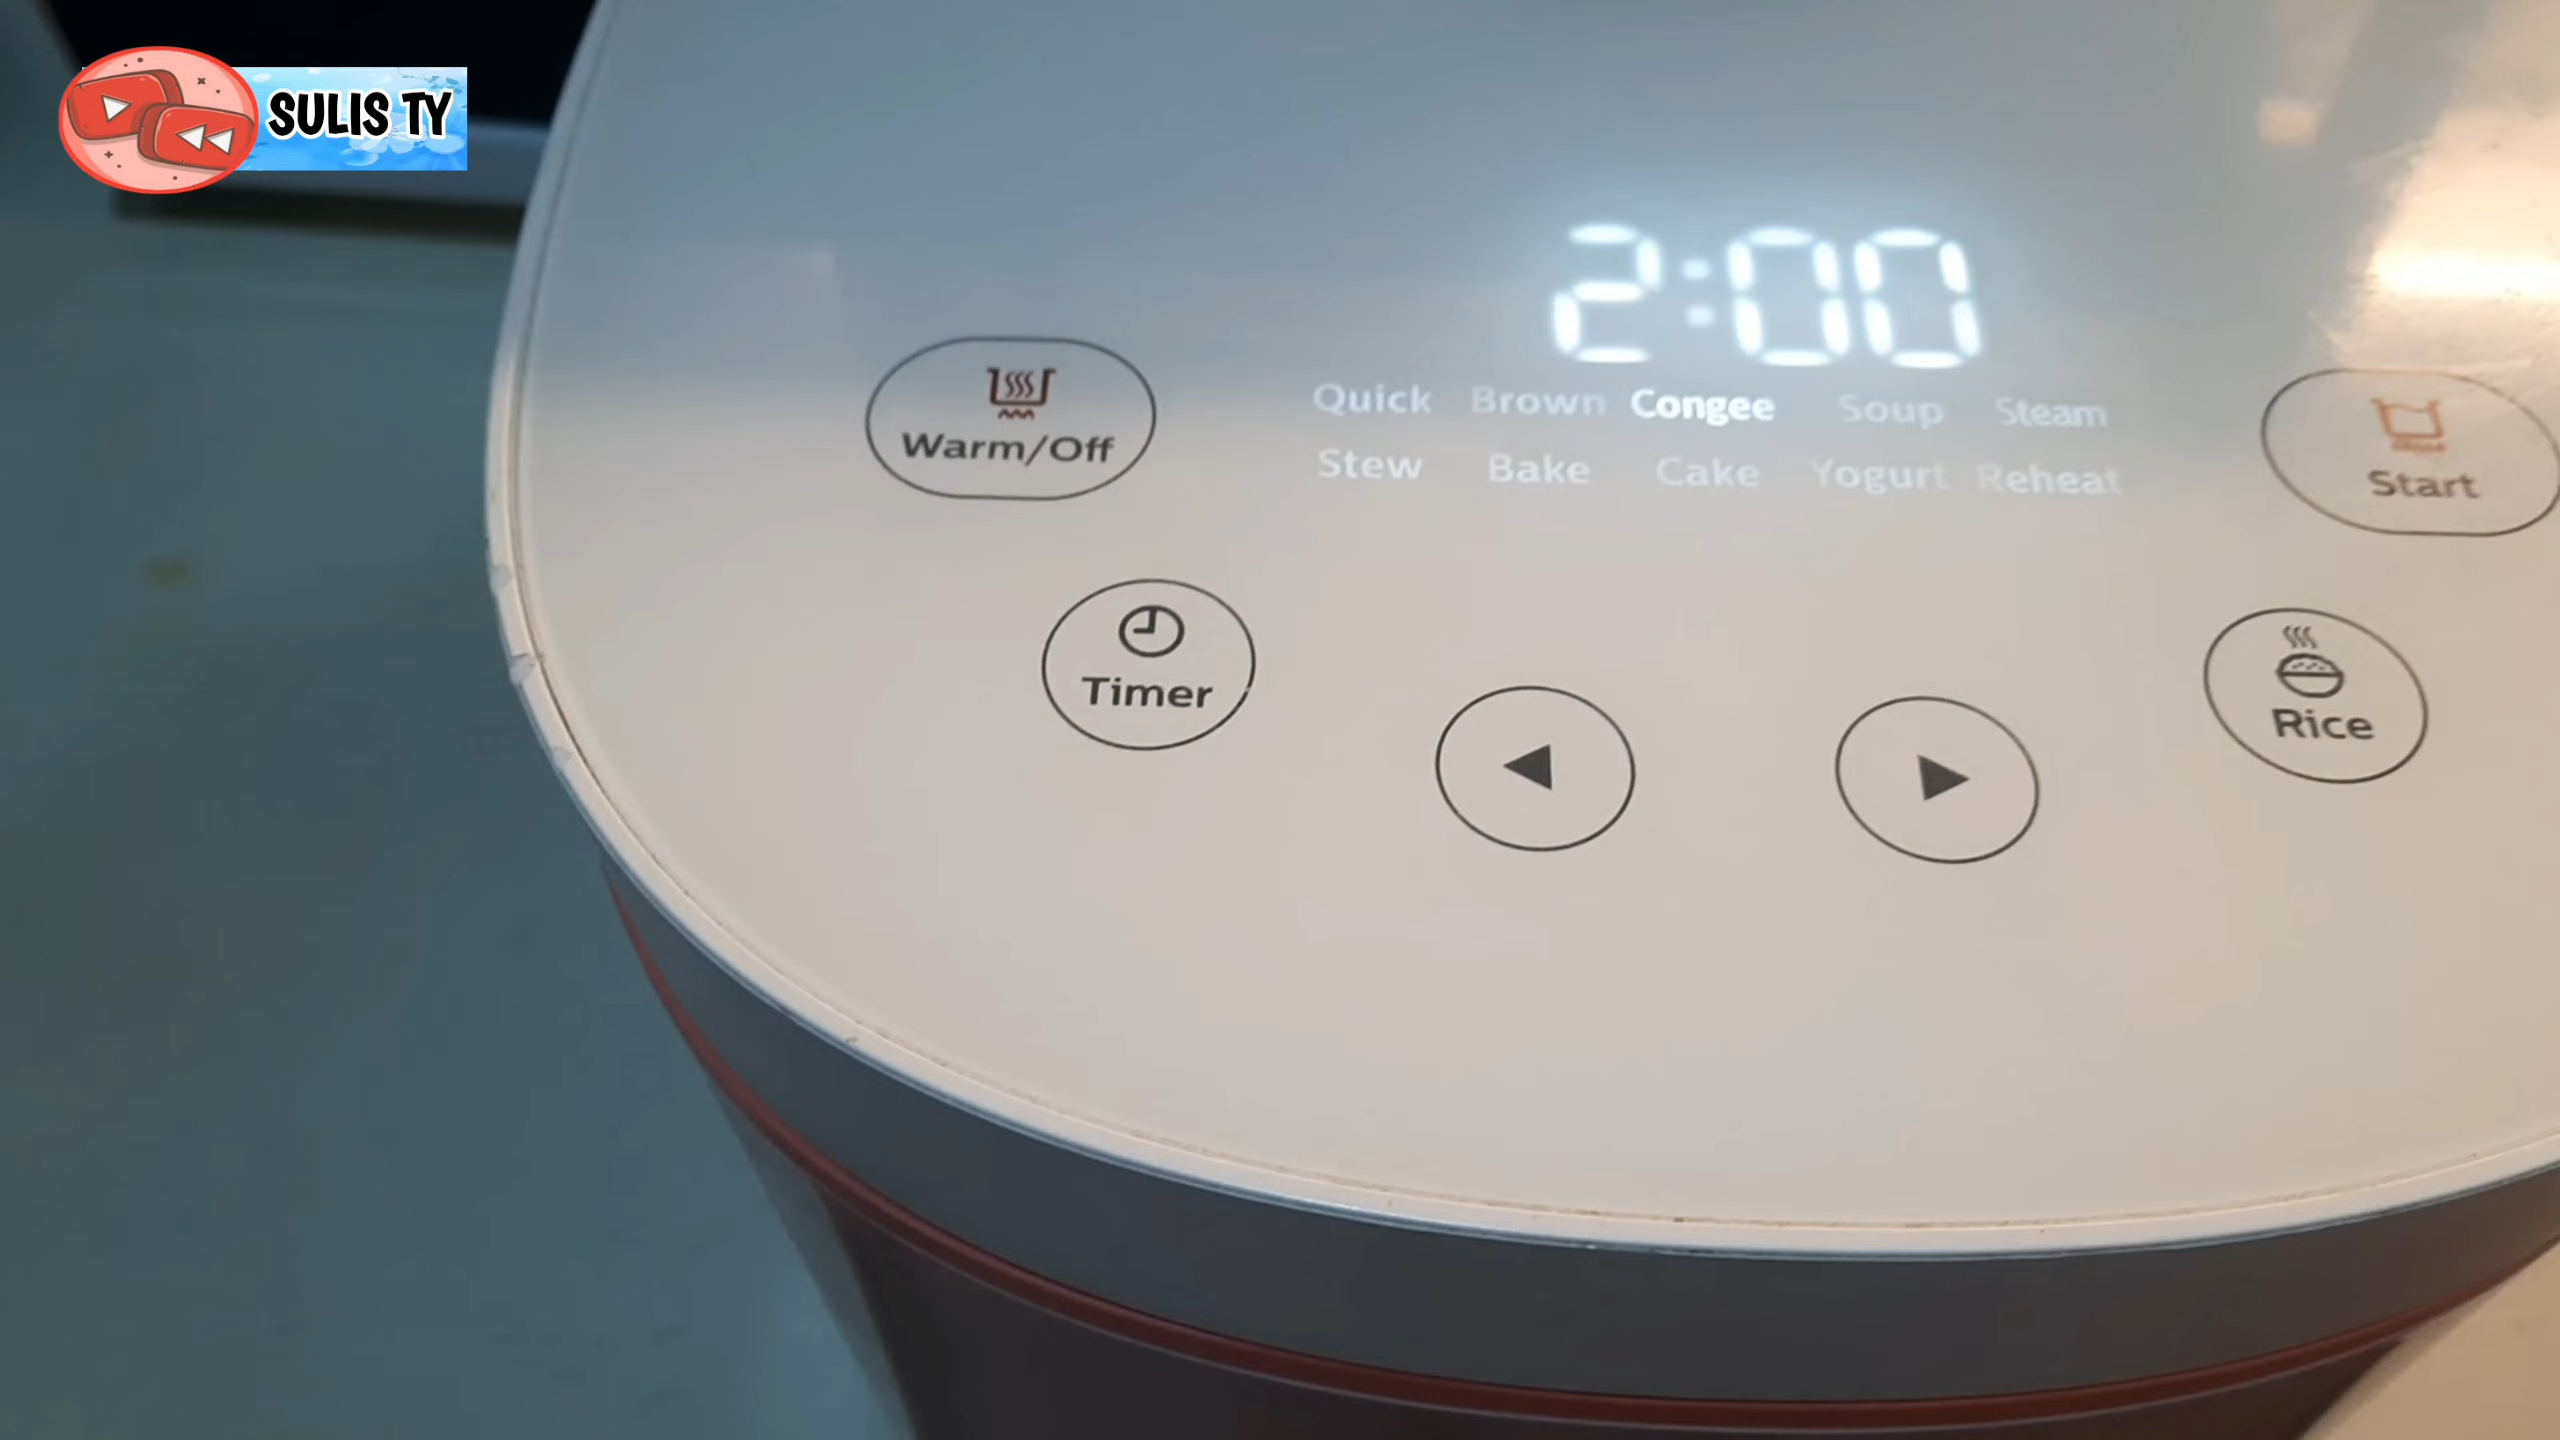 SULIS TY
2:00
Quick Brown Congee Soup Steam
Stew Bake Cake Yogurt Reheat
Warm/Off
Start
Timer
Rice